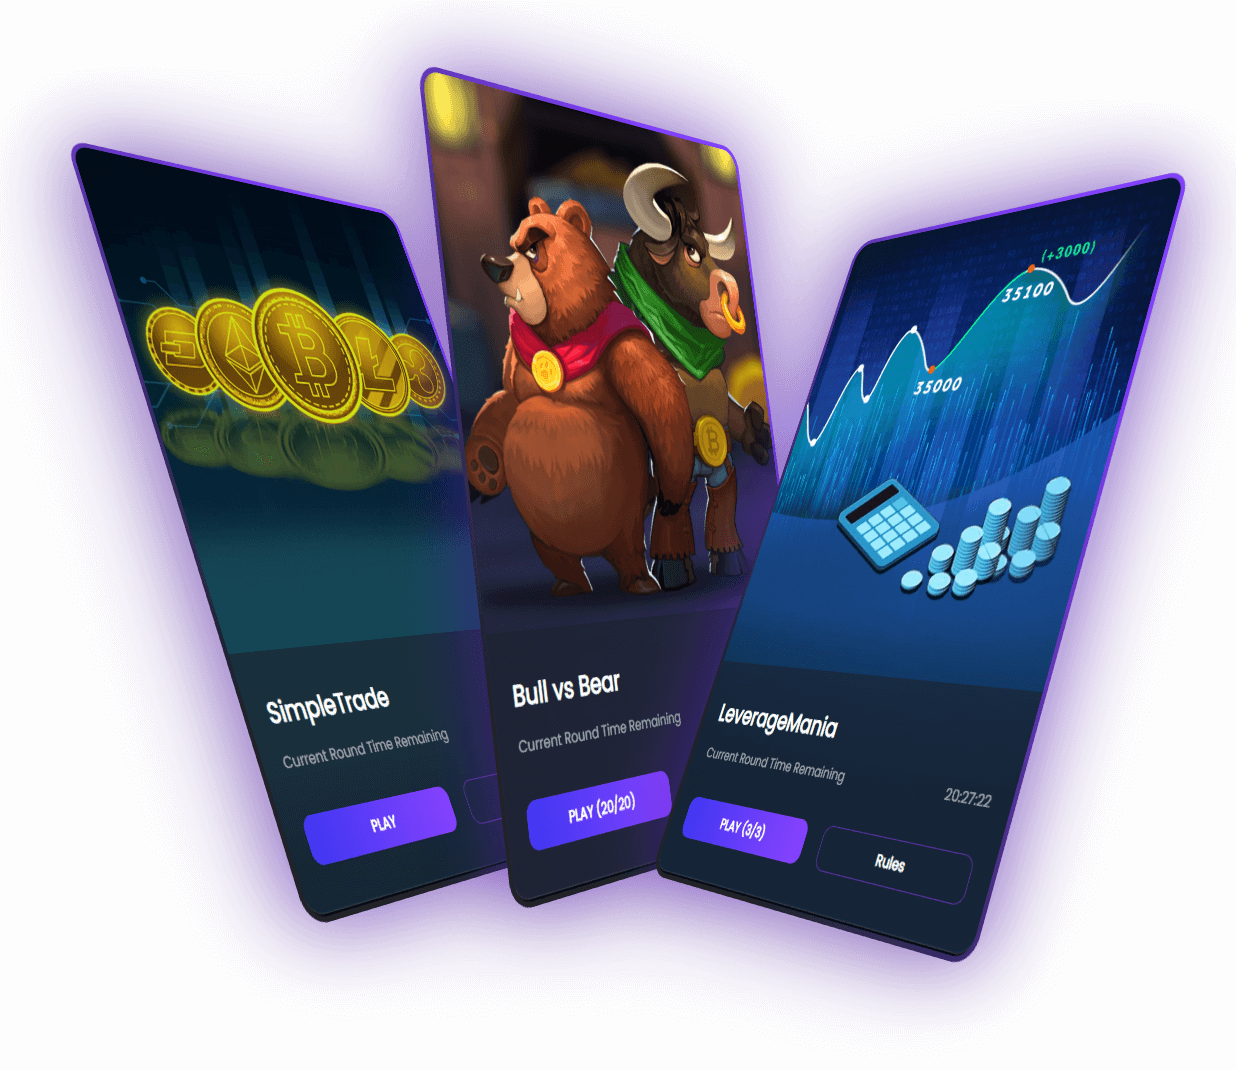 SimpleTrade
Current Round Time Remaining
PLAY
Bull vs Bear
Current Round Time Remaining
PLAY (20/20)
(+3000)
35100
35000
LeverageMania
Current Round Time Remaining
20:27:22
PLAY (3/3)
Rules